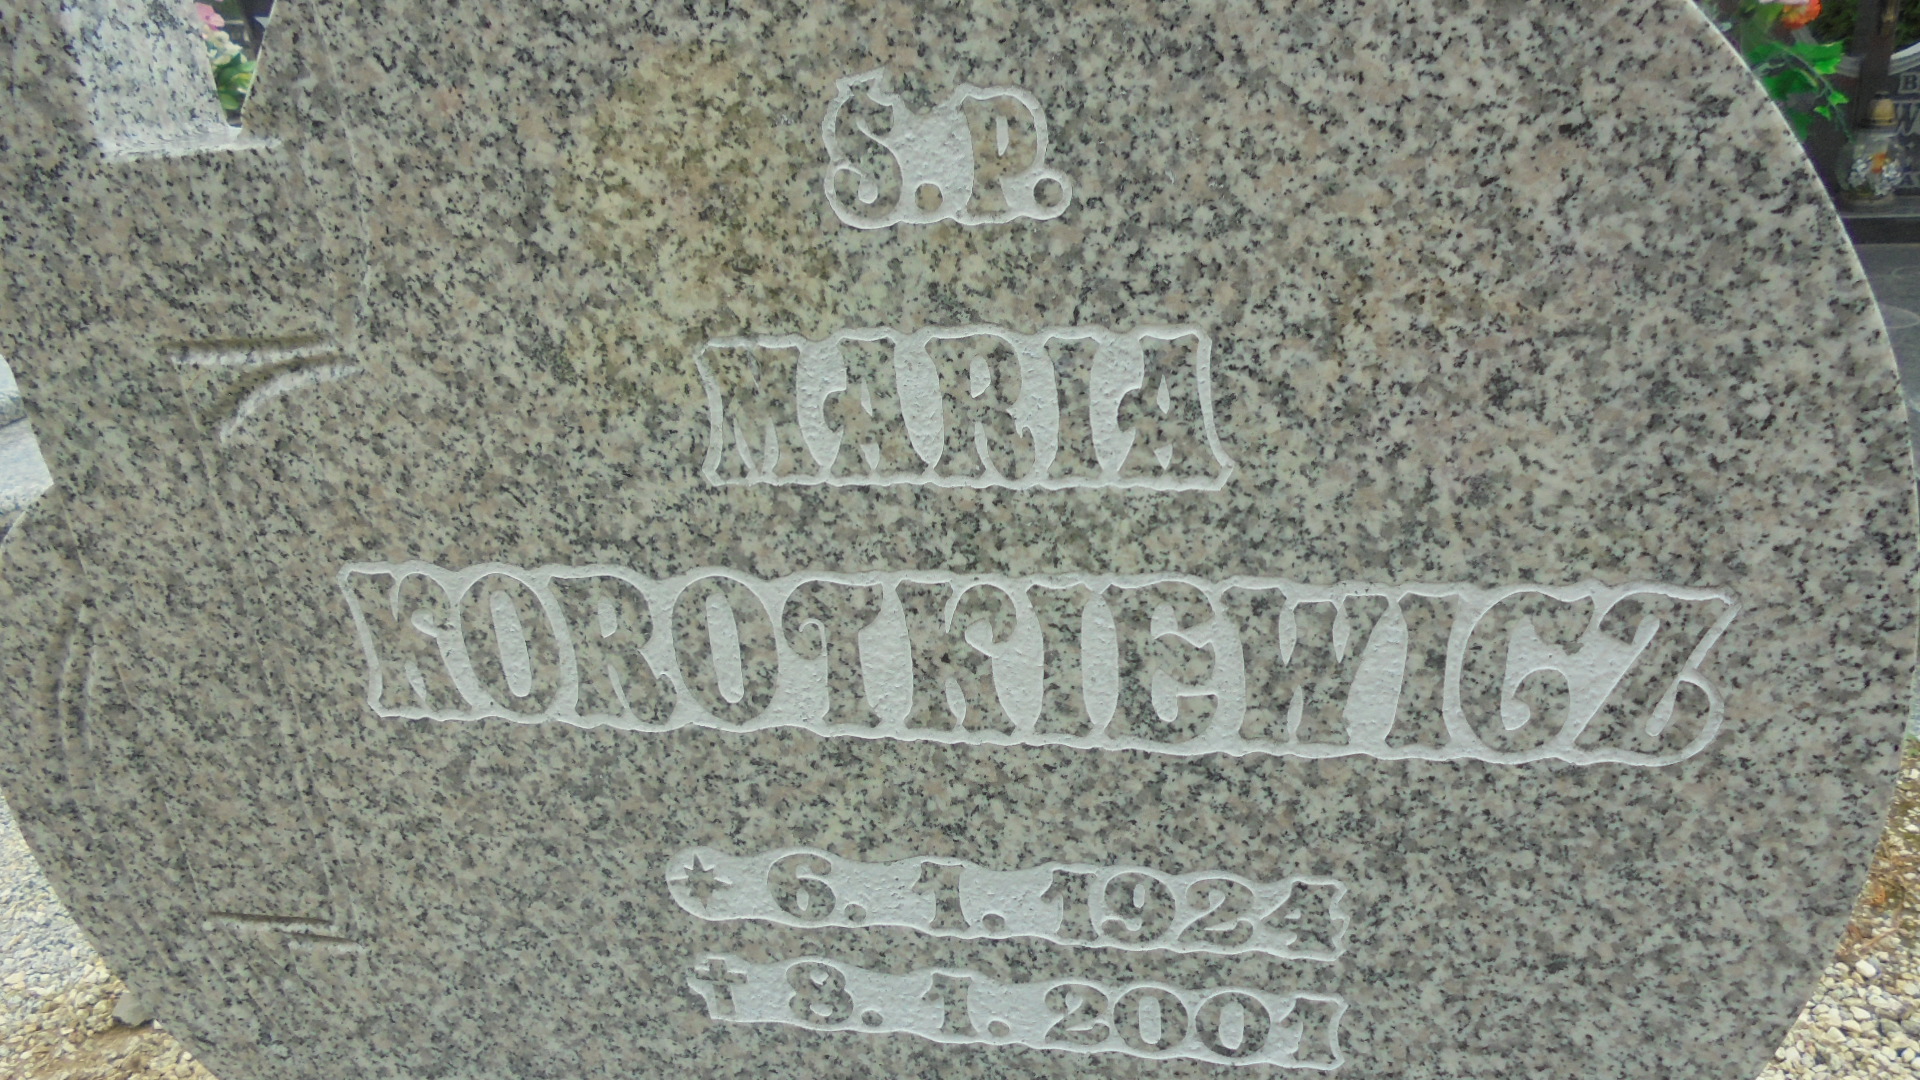 Ś.P.
MARIA
KOROTKIEWICZ
* 6.1.1924
✝ 8.1.2001